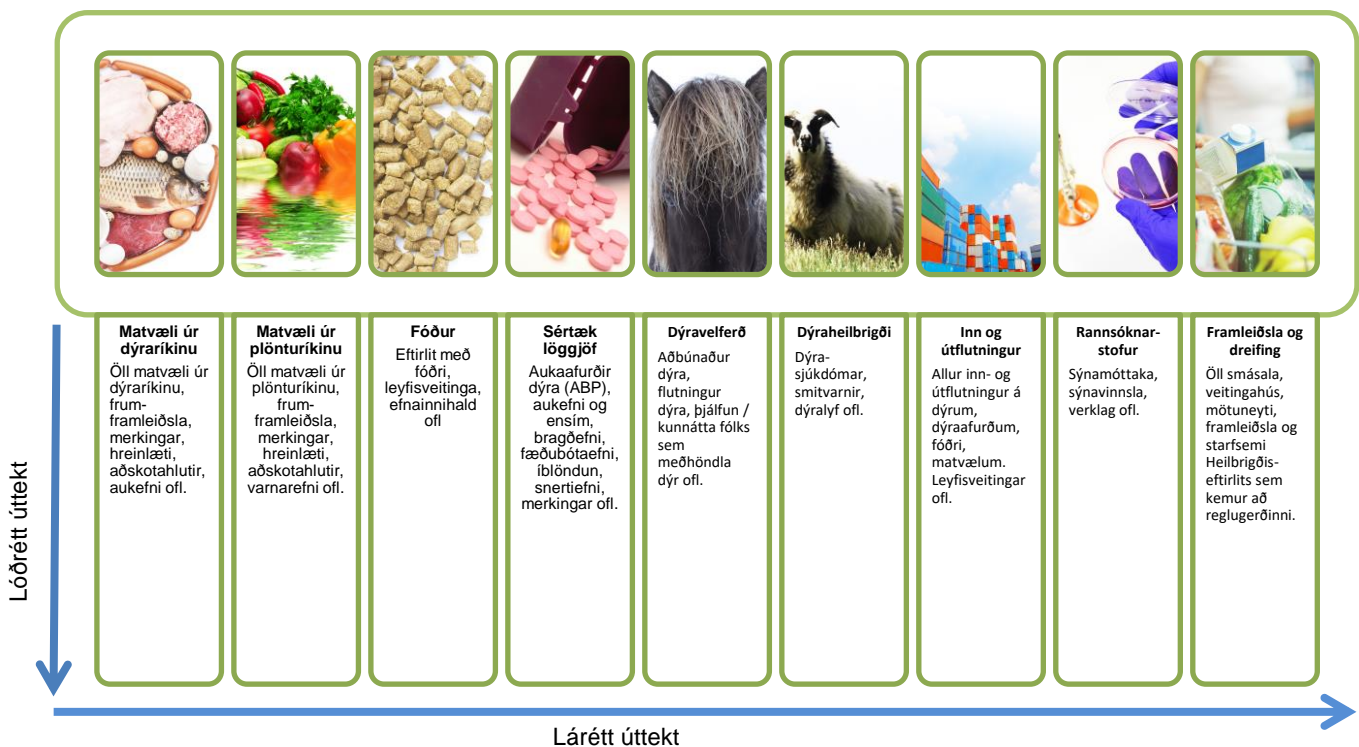 Matvæli úr
dýraríkinu
Öll matvæli úr
dýraríkinu,
frum-
framleiðsla,
merkingar,
hreinlæti,
aðskotahlutir,
aukefni ofl.
Matvæli úr
plönturíkinu
Öll matvæli úr
plönturíkinu,
frum-
framleiðsla,
merkingar,
hreinlæti,
aðskotahlutir,
varnarefni ofl.
Fóður
Eftirlit með
fóðri,
leyfisveitinga,
efnainnihald
ofl
Sértæk
löggjöf
Aukaafurðir
dýra (ABP),
aukefni og
ensím,
bragðefni,
fæðubótaefni,
íblöndun,
snertiefni,
merkingar ofl.
Dýravelferð
Aðbúnaður
dýra,
flutningur
dýra, þjálfun /
kunnátta fólks
sem
meðhöndla
dýr ofl.
Dýraheilbrigði
Dýra-
sjúkdómar,
smitvarnir,
dýralyf ofl.
Inn og
útflutningur
Allur inn- og
útflutningur á
dýrum,
dýraafurðum,
fóðri,
matvælum.
Leyfisveitingar
ofl.
Rannsóknar-
stofur
Sýnamóttaka,
sýnavinnsla,
verklag ofl.
Framleiðsla og
dreifing
Öll smásala,
veitingahús,
mötuneyti,
framleiðsla og
starfsemi
Heilbrigðis-
eftirlits sem
kemur að
reglugerðinni.
Lóðrétt úttekt
Lárétt úttekt